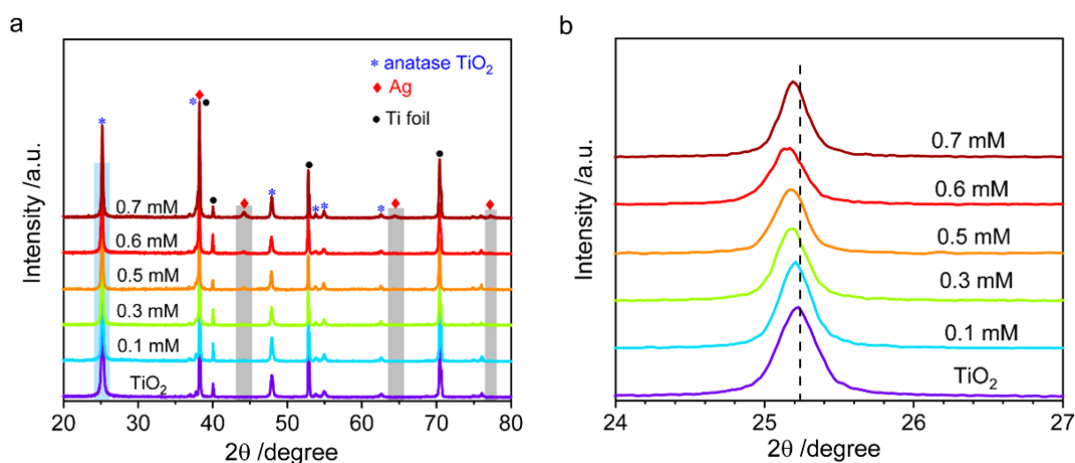 a
Intensity /a.u.
* anatase TiO₂
♦ Ag
● Ti foil
0.7 mM
0.6 mM
0.5 mM
0.3 mM
0.1 mM
TiO₂
20 30 40 50 60 70 80
2θ /degree
b
Intensity /a.u.
0.7 mM
0.6 mM
0.5 mM
0.3 mM
0.1 mM
TiO₂
24 25 26 27
2θ /degree